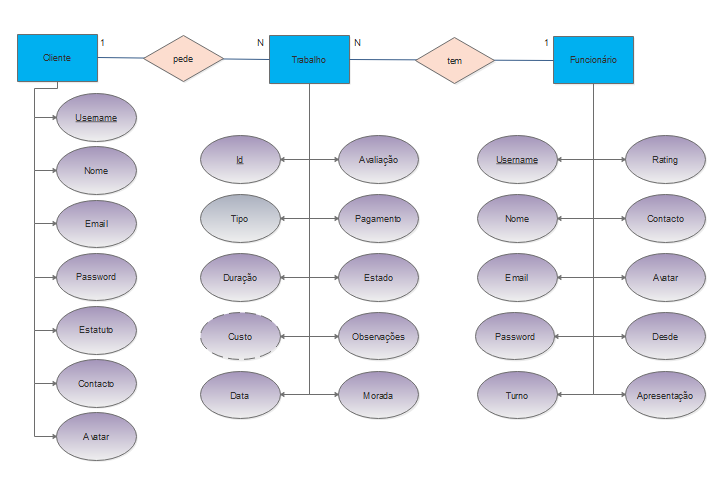 1
N
N
1
Cliente
pede
Trabalho
tem
Funcionário
Username
Nome
Email
Password
Estatuto
Contacto
Avatar
Id
Avaliação
Tipo
Pagamento
Duração
Estado
Custo
Observações
Data
Morada
Username
Rating
Nome
Contacto
Email
Avatar
Password
Desde
Turno
Apresentação